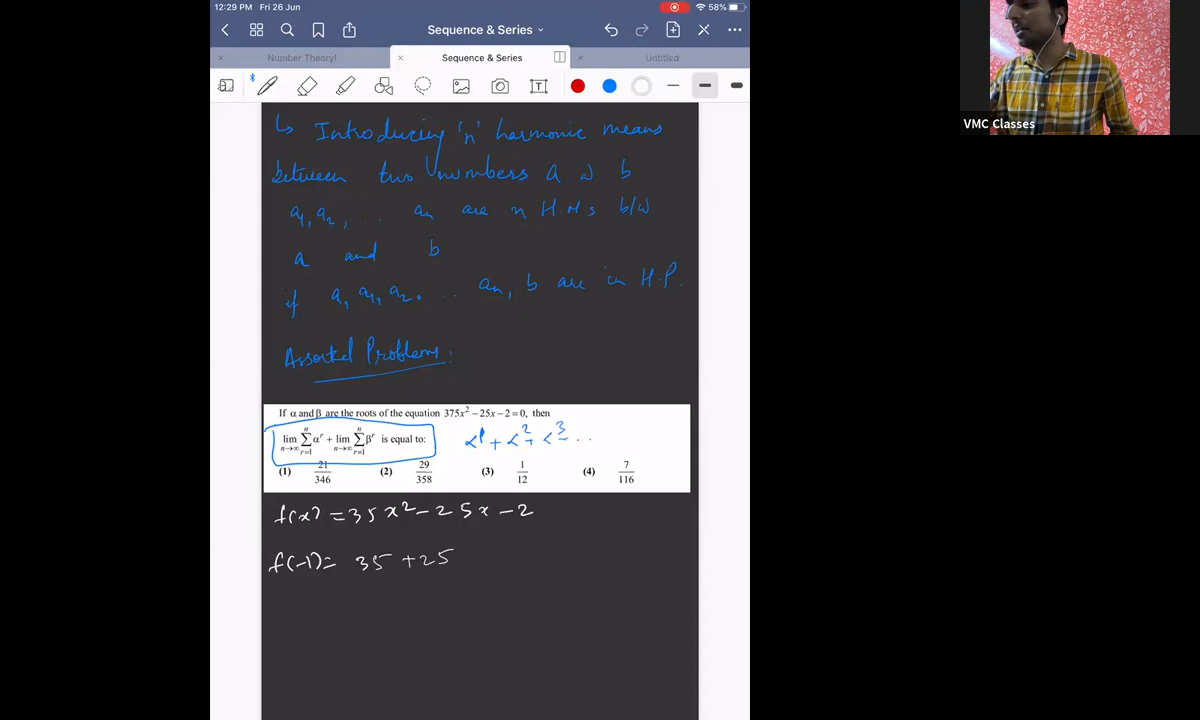 12:29 PM Fri 26 Jun
58%
Sequence & Series
Number Theory!
Sequence & Series
Untitled
VMC Classes
↳ Introducing 'n' harmonic means
between two numbers a & b
a₁, a₂, .. an are n H.M s b/w
a and b
if a, a₁, a₂. .. an, b are in H.P.
Assorted Problems:
If α and β are the roots of the equation 375x² – 25x – 2 = 0, then
lim n→∞ ∑ r=1 n αʳ + lim n→∞ ∑ r=1 n βʳ is equal to:
α¹ + α² + α³ - ..
(1) 21/346 (2) 29/358 (3) 1/12 (4) 7/116
f(x) = 35x² - 25x - 2
f(-1) = 35 + 25